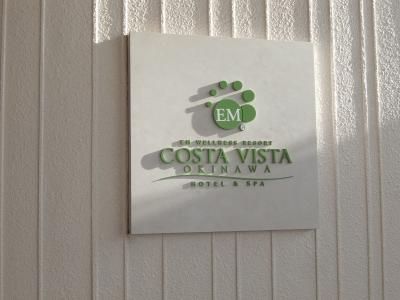 EM
EM WELLNESS RESORT
COSTA VISTA
OKINAWA
HOTEL & SPA